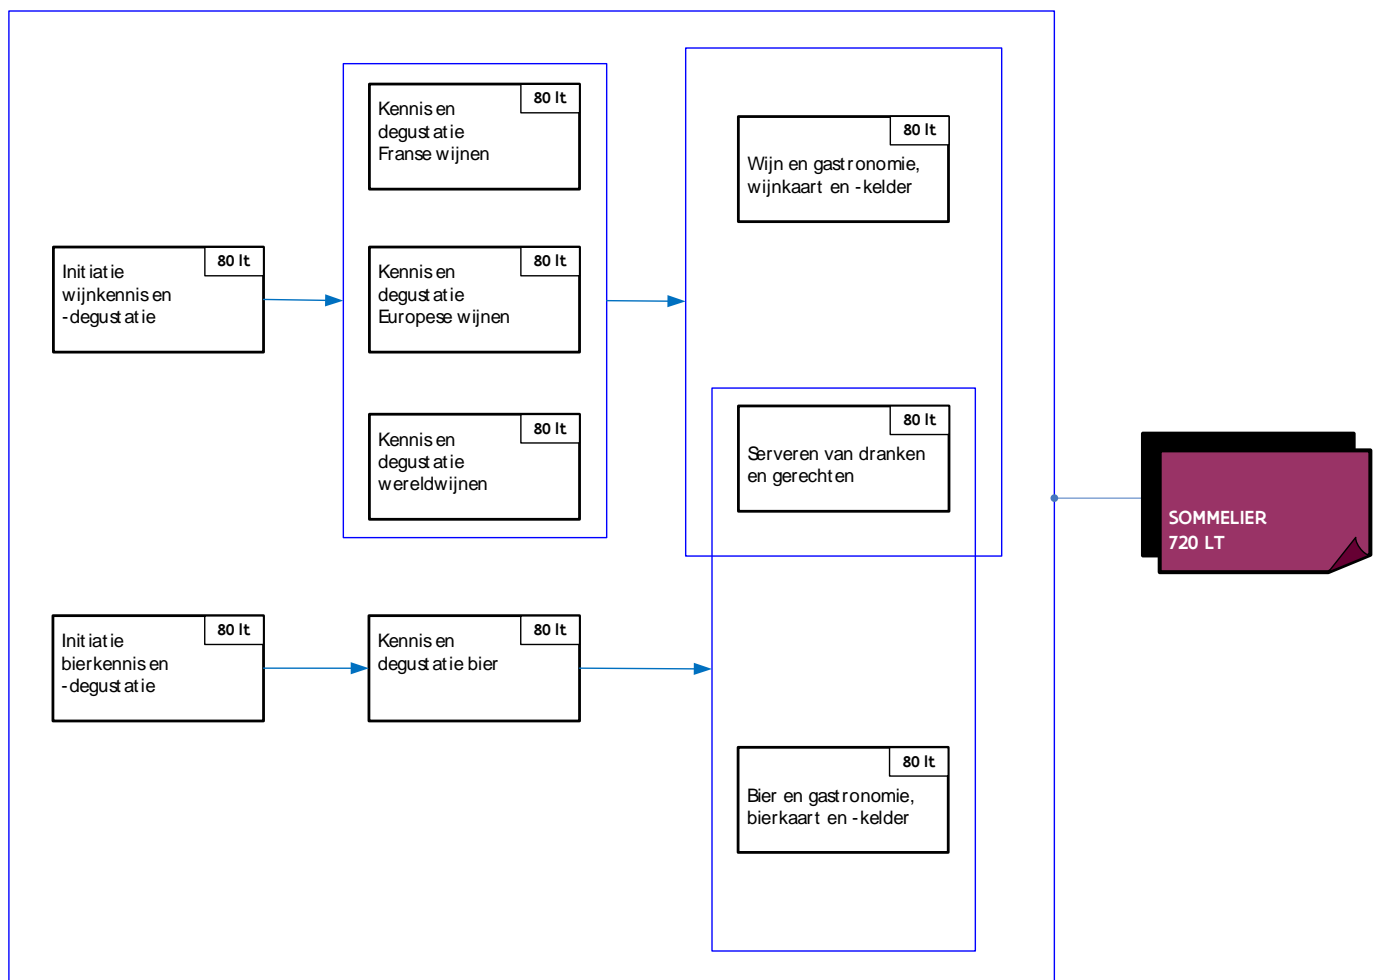 80 lt
Kennis en
degustatie
Franse wijnen
80 lt
Wijn en gastronomie,
wijnkaart en -kelder
80 lt
Initiatie
wijnkennis en
-degustatie
80 lt
Kennis en
degustatie
Europese wijnen
80 lt
Kennis en
degustatie
wereldwijnen
80 lt
Serveren van dranken
en gerechten
SOMMELIER
720 LT
80 lt
Initiatie
bierkennis en
-degustatie
80 lt
Kennis en
degustatie bier
80 lt
Bier en gastronomie,
bierkaart en -kelder